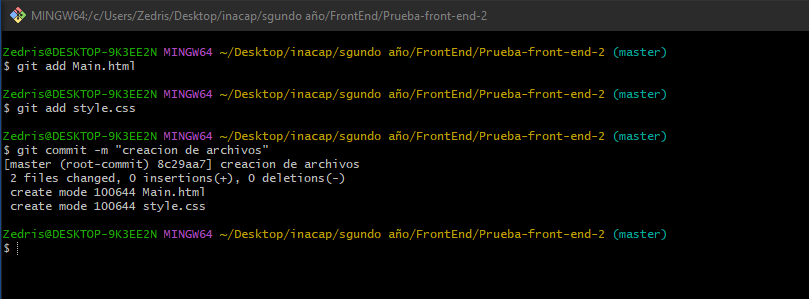 MINGW64:/c/Users/Zedris/Desktop/inacap/sgundo año/FrontEnd/Prueba-front-end-2
Zedris@DESKTOP-9K3EE2N MINGW64 ~/Desktop/inacap/sgundo año/FrontEnd/Prueba-front-end-2 (master)
$ git add Main.html
Zedris@DESKTOP-9K3EE2N MINGW64 ~/Desktop/inacap/sgundo año/FrontEnd/Prueba-front-end-2 (master)
$ git add style.css
Zedris@DESKTOP-9K3EE2N MINGW64 ~/Desktop/inacap/sgundo año/FrontEnd/Prueba-front-end-2 (master)
$ git commit -m "creacion de archivos"
[master (root-commit) 8c29aa7] creacion de archivos
 2 files changed, 0 insertions(+), 0 deletions(-)
 create mode 100644 Main.html
 create mode 100644 style.css
Zedris@DESKTOP-9K3EE2N MINGW64 ~/Desktop/inacap/sgundo año/FrontEnd/Prueba-front-end-2 (master)
$